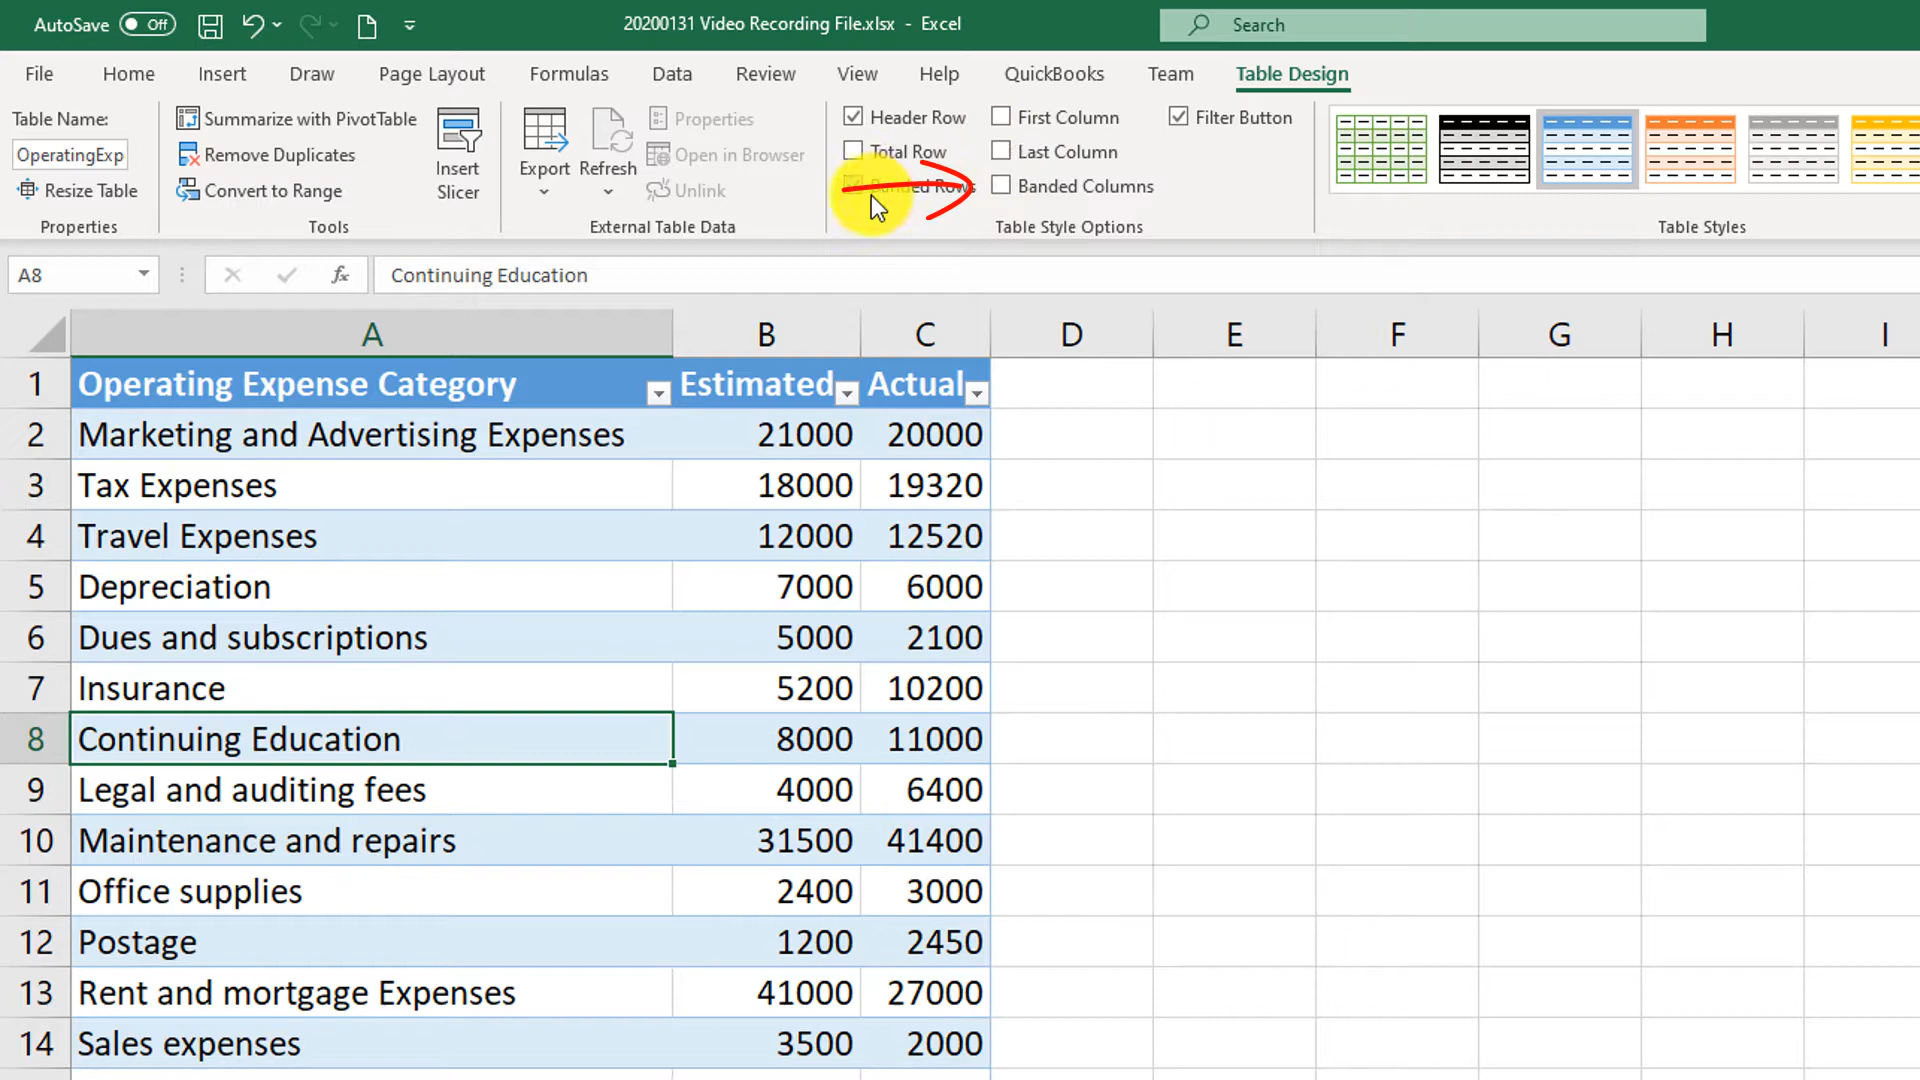 AutoSave Off 20200131 Video Recording File.xlsx - Excel Search
File Home Insert Draw Page Layout Formulas Data Review View Help QuickBooks Team Table Design
Table Name:
OperatingExp
Resize Table
Properties
Summarize with PivotTable
Remove Duplicates
Convert to Range
Insert
Slicer
Tools
Export
Refresh
Properties
Open in Browser
Unlink
External Table Data
Header Row
Total Row
Banded Rows
First Column
Last Column
Banded Columns
Filter Button
Table Style Options
Table Styles
A8 fx Continuing Education
A B C D E F G H I
1 Operating Expense Category Estimated Actual
2 Marketing and Advertising Expenses 21000 20000
3 Tax Expenses 18000 19320
4 Travel Expenses 12000 12520
5 Depreciation 7000 6000
6 Dues and subscriptions 5000 2100
7 Insurance 5200 10200
8 Continuing Education 8000 11000
9 Legal and auditing fees 4000 6400
10 Maintenance and repairs 31500 41400
11 Office supplies 2400 3000
12 Postage 1200 2450
13 Rent and mortgage Expenses 41000 27000
14 Sales expenses 3500 2000